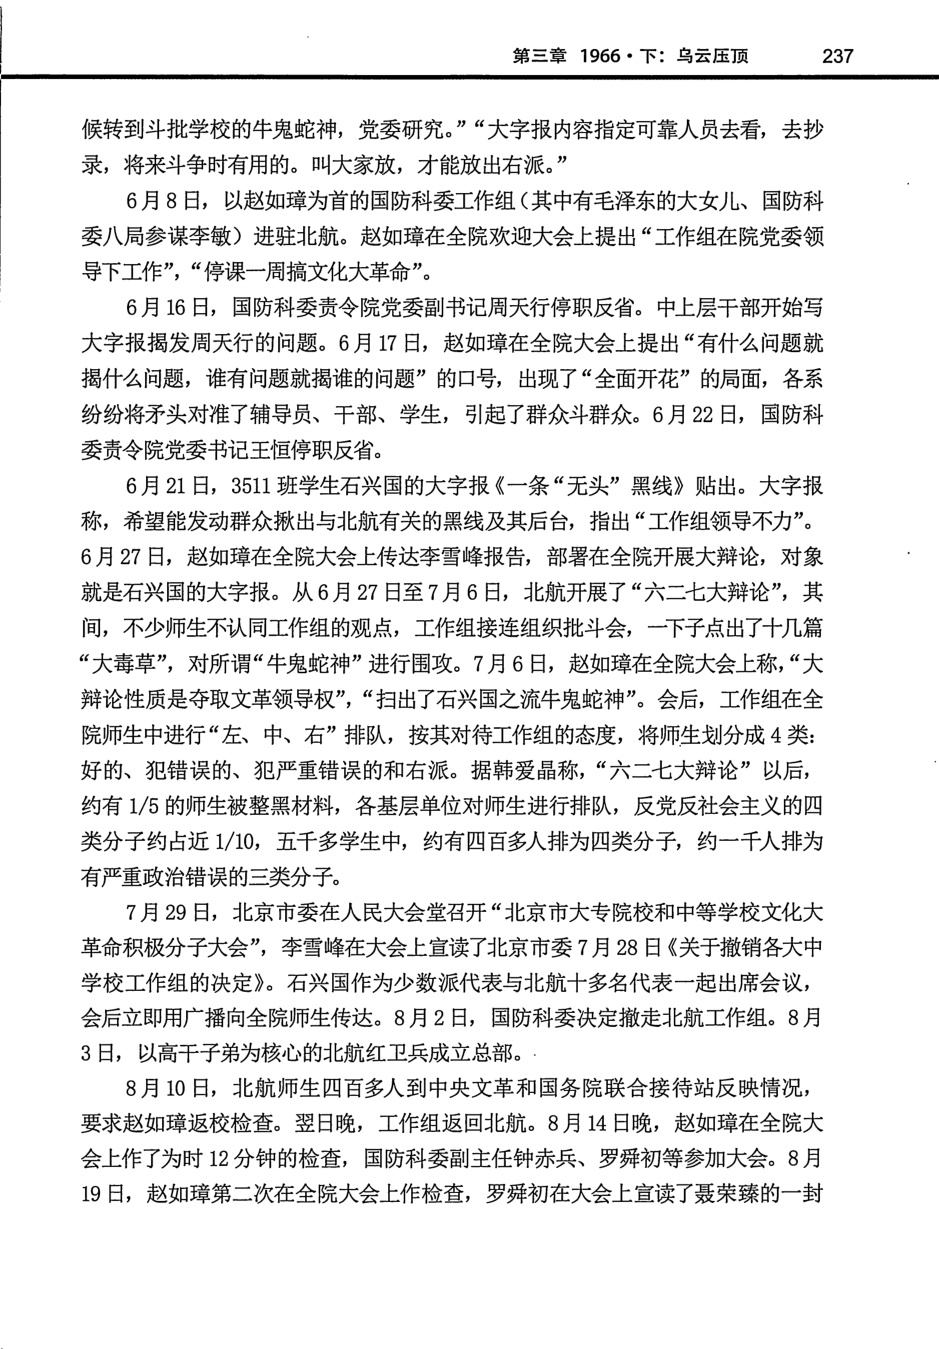 第三章 1966·下：乌云压顶 237
候转到斗批学校的牛鬼蛇神，党委研究。”“大字报内容指定可靠人员去看，去抄
录，将来斗争时有用的。叫大家放，才能放出右派。”
6月8日，以赵如璋为首的国防科委工作组（其中有毛泽东的大女儿、国防科
委八局参谋李敏）进驻北航。赵如璋在全院欢迎大会上提出“工作组在院党委领
导下工作”，“停课一周搞文化大革命”。
6月16日，国防科委责令院党委副书记周天行停职反省。中上层干部开始写
大字报揭发周天行的问题。6月17日，赵如璋在全院大会上提出“有什么问题就
揭什么问题，谁有问题就揭谁的问题”的口号，出现了“全面开花”的局面，各系
纷纷将矛头对准了辅导员、干部、学生，引起了群众斗群众。6月22日，国防科
委责令院党委书记王恒停职反省。
6月21日，3511班学生石兴国的大字报《一条“无头”黑线》贴出。大字报
称，希望能发动群众揪出与北航有关的黑线及其后台，指出“工作组领导不力”。
6月27日，赵如璋在全院大会上传达李雪峰报告，部署在全院开展大辩论，对象
就是石兴国的大字报。从6月27日至7月6日，北航开展了“六二七大辩论”，其
间，不少师生不认同工作组的观点，工作组接连组织批斗会，一下子点出了十几篇
“大毒草”，对所谓“牛鬼蛇神”进行围攻。7月6日，赵如璋在全院大会上称，“大
辩论性质是夺取文革领导权”，“扫出了石兴国之流牛鬼蛇神”。会后，工作组在全
院师生中进行“左、中、右”排队，按其对待工作组的态度，将师生划分成4类：
好的、犯错误的、犯严重错误的和右派。据韩爱晶称，“六二七大辩论”以后，
约有1/5的师生被整黑材料，各基层单位对师生进行排队，反党反社会主义的四
类分子约占近1/10，五千多学生中，约有四百多人排为四类分子，约一千人排为
有严重政治错误的三类分子。
7月29日，北京市委在人民大会堂召开“北京市大专院校和中等学校文化大
革命积极分子大会”，李雪峰在大会上宣读了北京市委7月28日《关于撤销各大中
学校工作组的决定》。石兴国作为少数派代表与北航十多名代表一起出席会议，
会后立即用广播向全院师生传达。8月2日，国防科委决定撤走北航工作组。8月
3日，以高干子弟为核心的北航红卫兵成立总部。
8月10日，北航师生四百多人到中央文革和国务院联合接待站反映情况，
要求赵如璋返校检查。翌日晚，工作组返回北航。8月14日晚，赵如璋在全院大
会上作了为时12分钟的检查，国防科委副主任钟赤兵、罗舜初等参加大会。8月
19日，赵如璋第二次在全院大会上作检查，罗舜初在大会上宣读了聂荣臻的一封